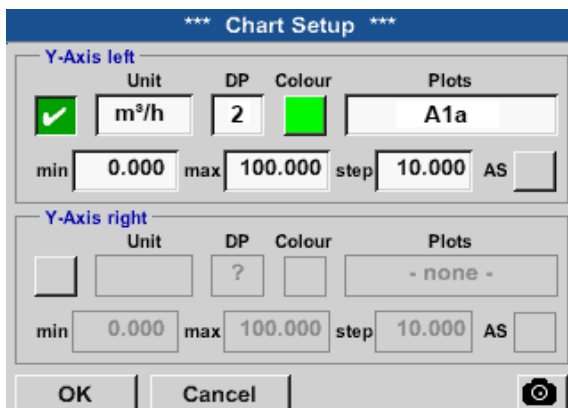 *** Chart Setup ***
Y-Axis left
Unit DP Colour Plots
m³/h 2 A1a
min 0.000 max 100.000 step 10.000 AS
Y-Axis right
Unit DP Colour Plots
? - none -
min 0.000 max 100.000 step 10.000 AS
OK Cancel